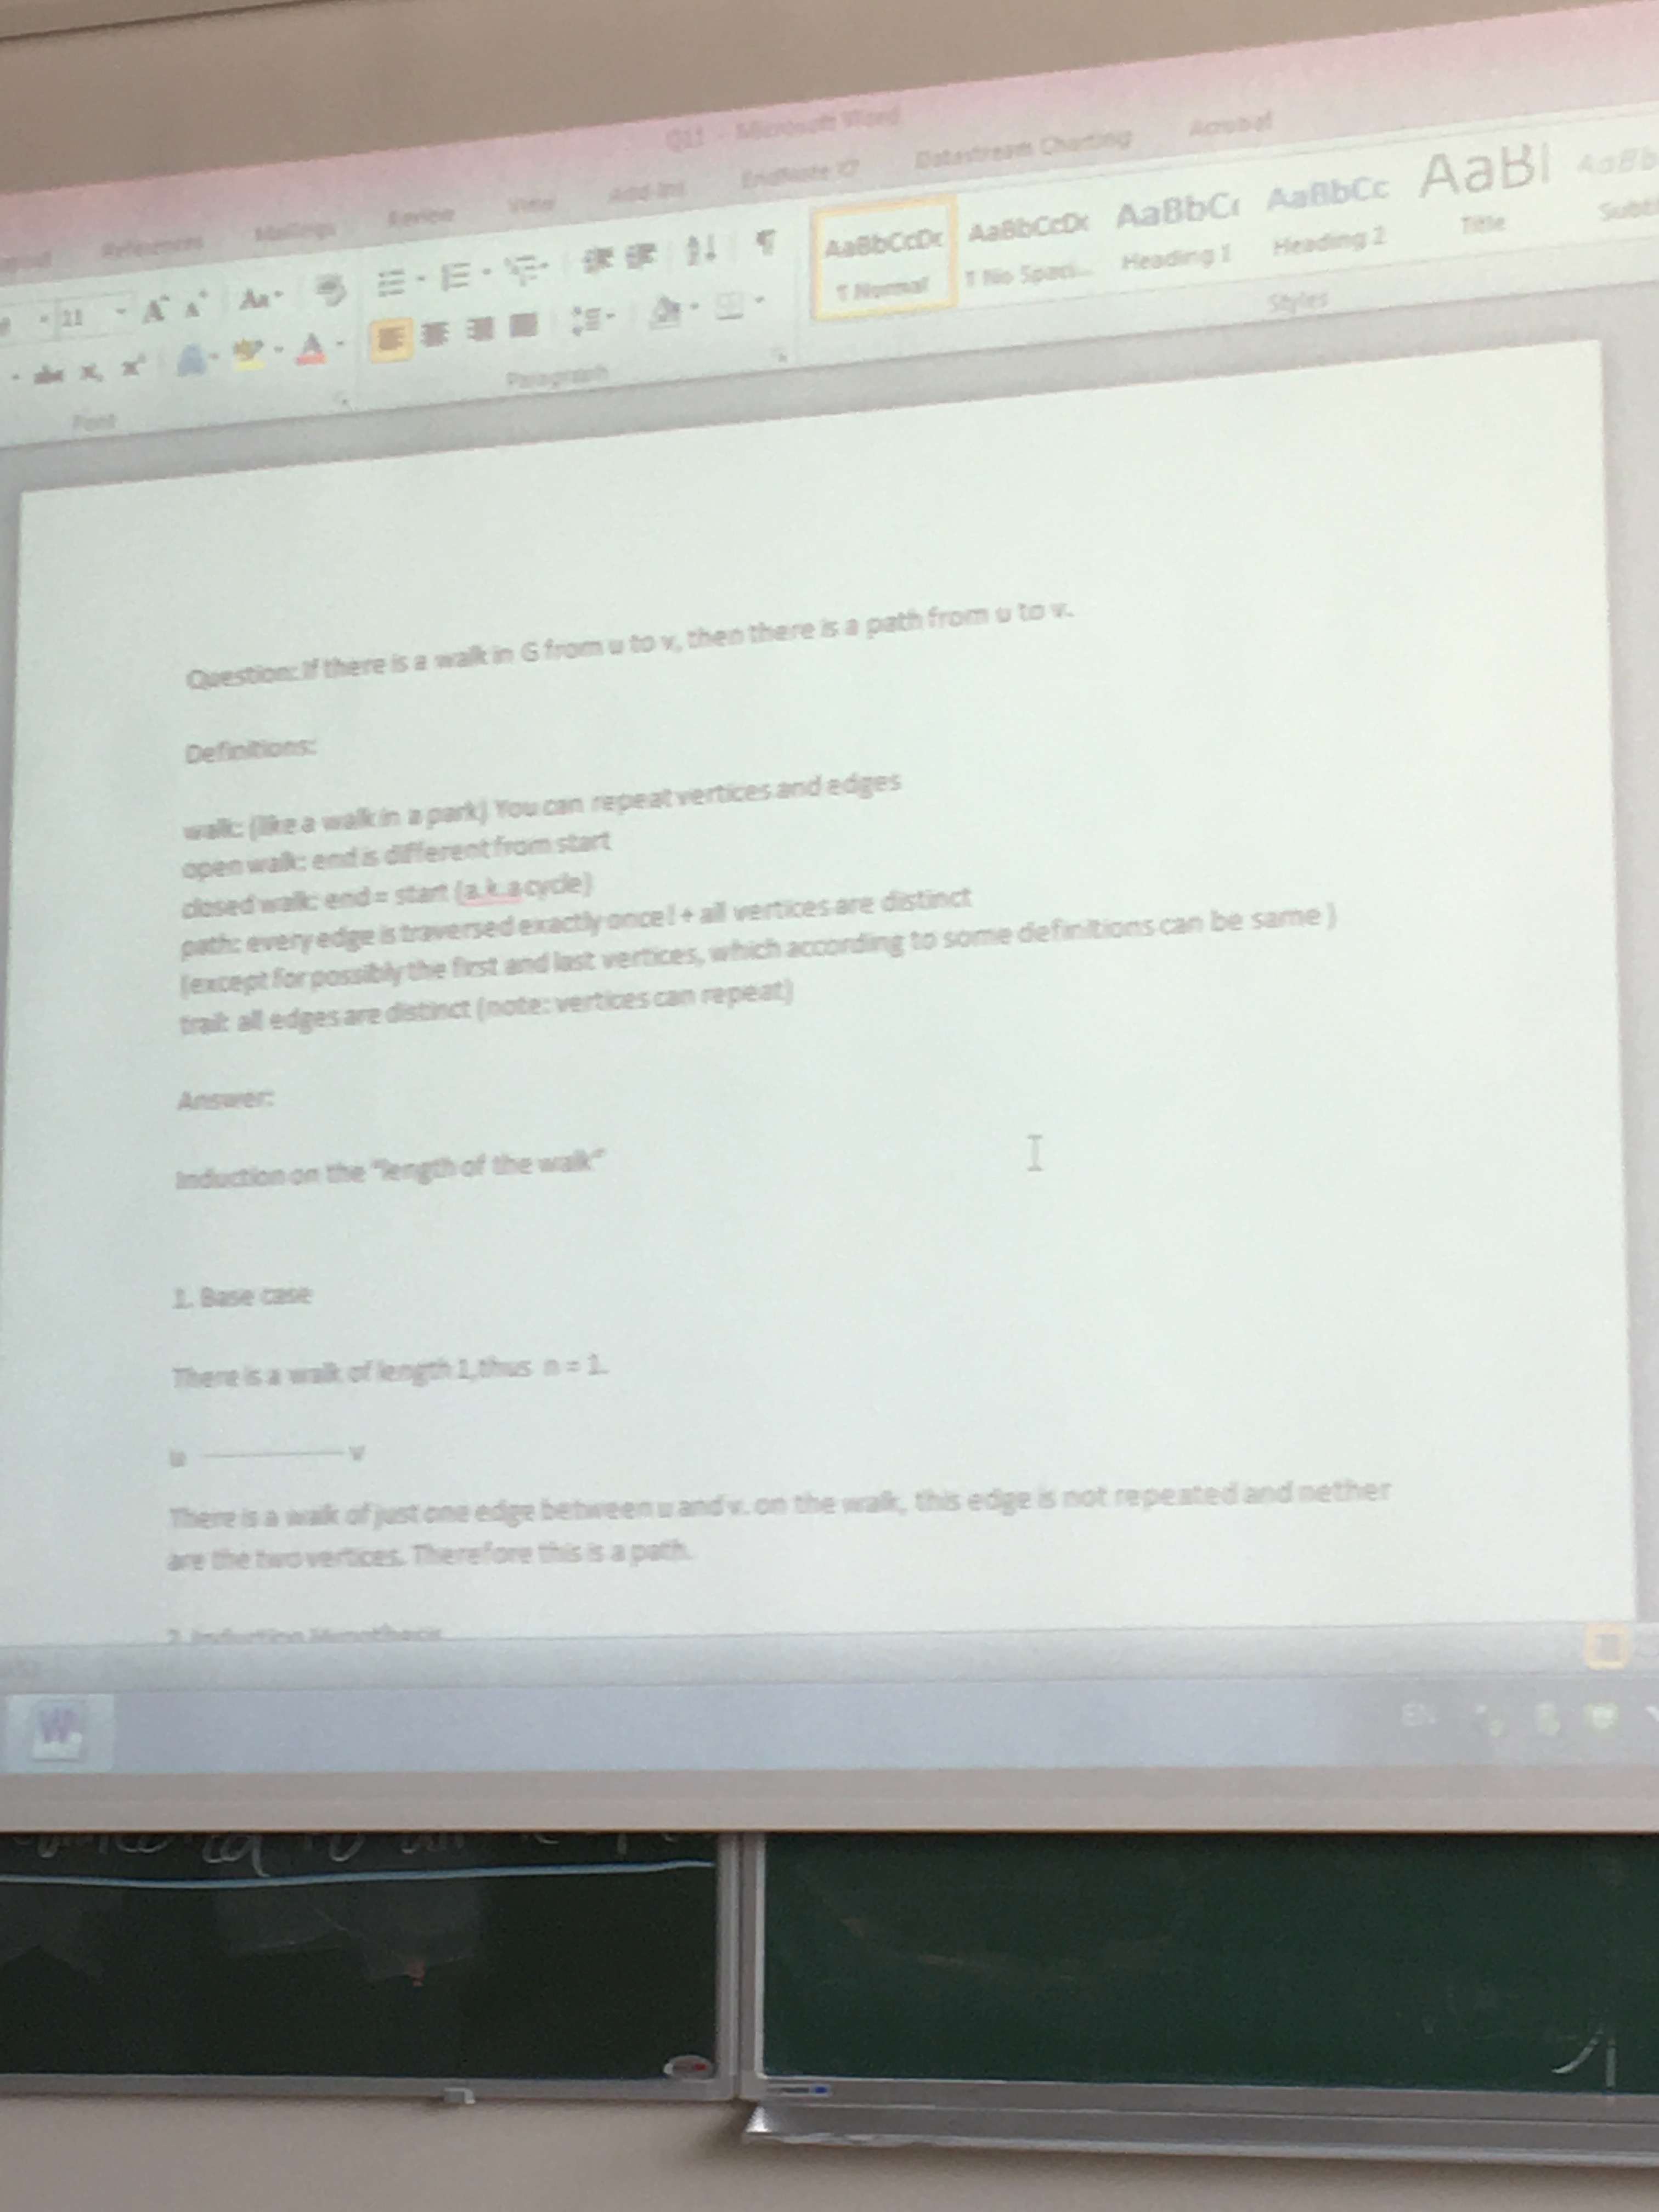 Q11 - Microsoft Word
References Mailings Review View Add-Ins EndNote X7 Datastream Charting Acrobat
11 Aa
AaBbCcDc AaBbCcDc AaBbC AaBbCc AaBl AaBb
¶ Normal ¶ No Spaci... Heading 1 Heading 2 Title
abc x, x²
Font Paragraph Styles
Question: If there is a walk in G from u to v, then there is a path from u to v.
Definitions:
walk: (like a walk in a park) You can repeat vertices and edges
open walk: end is different from start
closed walk: end = start (a.k.a cycle)
path: every edge is traversed exactly once! + all vertices are distinct
(except for possibly the first and last vertices, which according to some definitions can be same )
trail: all edges are distinct (note: vertices can repeat)
Answer:
Induction on the "length of the walk"
1. Base case
There is a walk of length 1,thus n = 1.
u v
There is a walk of just one edge between u and v. on the walk, this edge is not repeated and nether
are the two vertices. Therefore this is a path.
2. Induction Hypothesis
EN